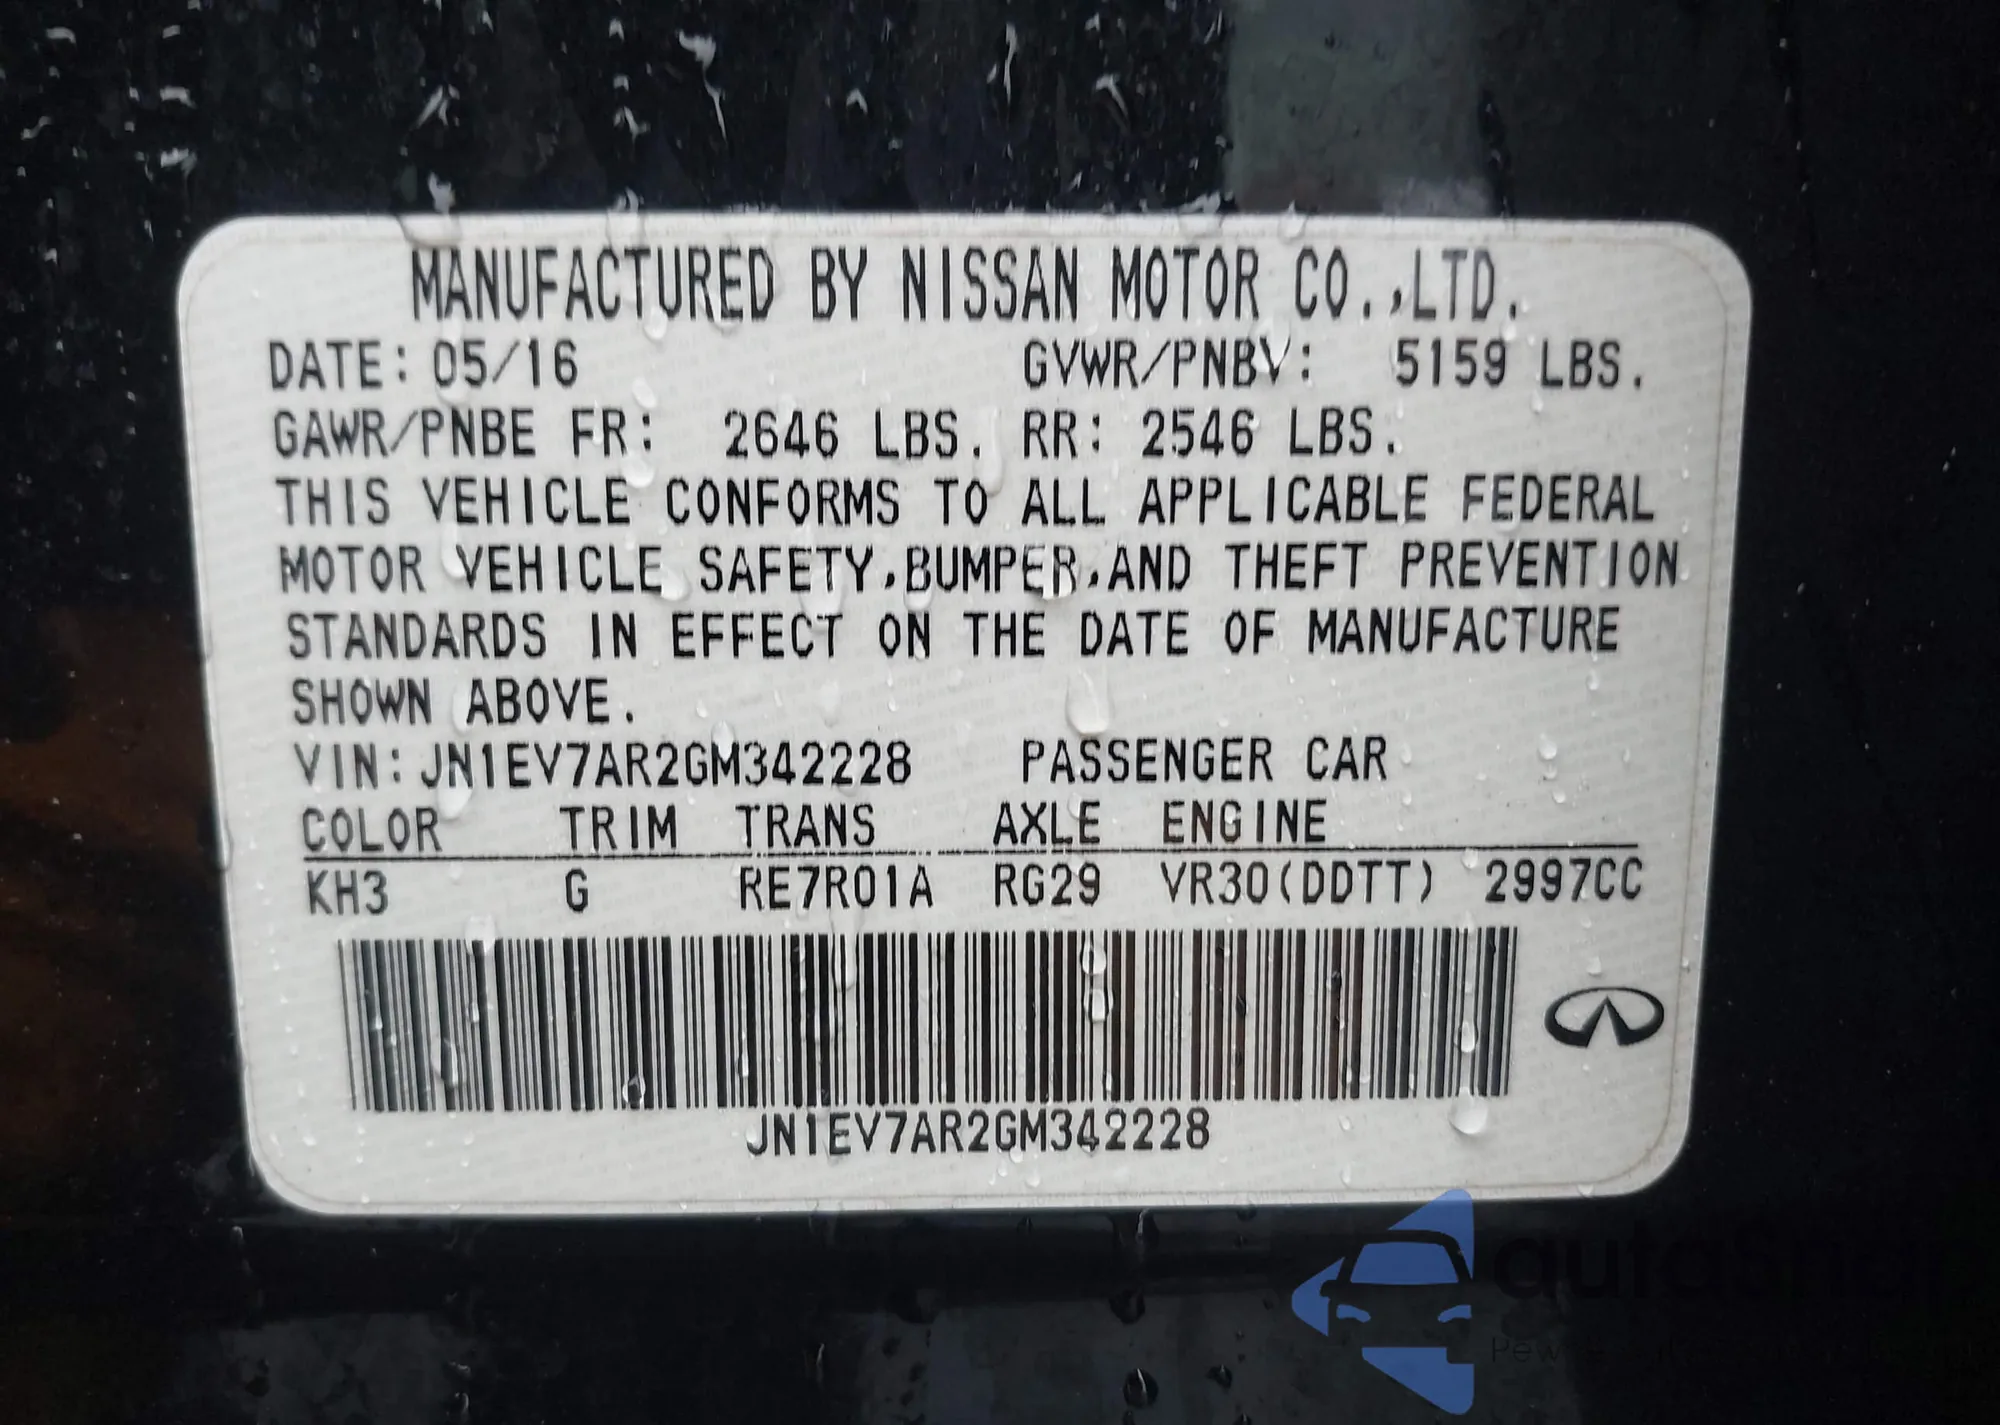 MANUFACTURED BY NISSAN MOTOR CO.,LTD.
DATE: 05/16 GVWR/PNBV: 5159 LBS.
GAWR/PNBE FR: 2646 LBS. RR: 2546 LBS.
THIS VEHICLE CONFORMS TO ALL APPLICABLE FEDERAL
MOTOR VEHICLE SAFETY,BUMPER,AND THEFT PREVENTION
STANDARDS IN EFFECT ON THE DATE OF MANUFACTURE
SHOWN ABOVE.
VIN:JN1EV7AR2GM342228 PASSENGER CAR
COLOR TRIM TRANS AXLE ENGINE
KH3 G RE7R01A RG29 VR30(DDTT) 2997CC
JN1EV7AR2GM342228